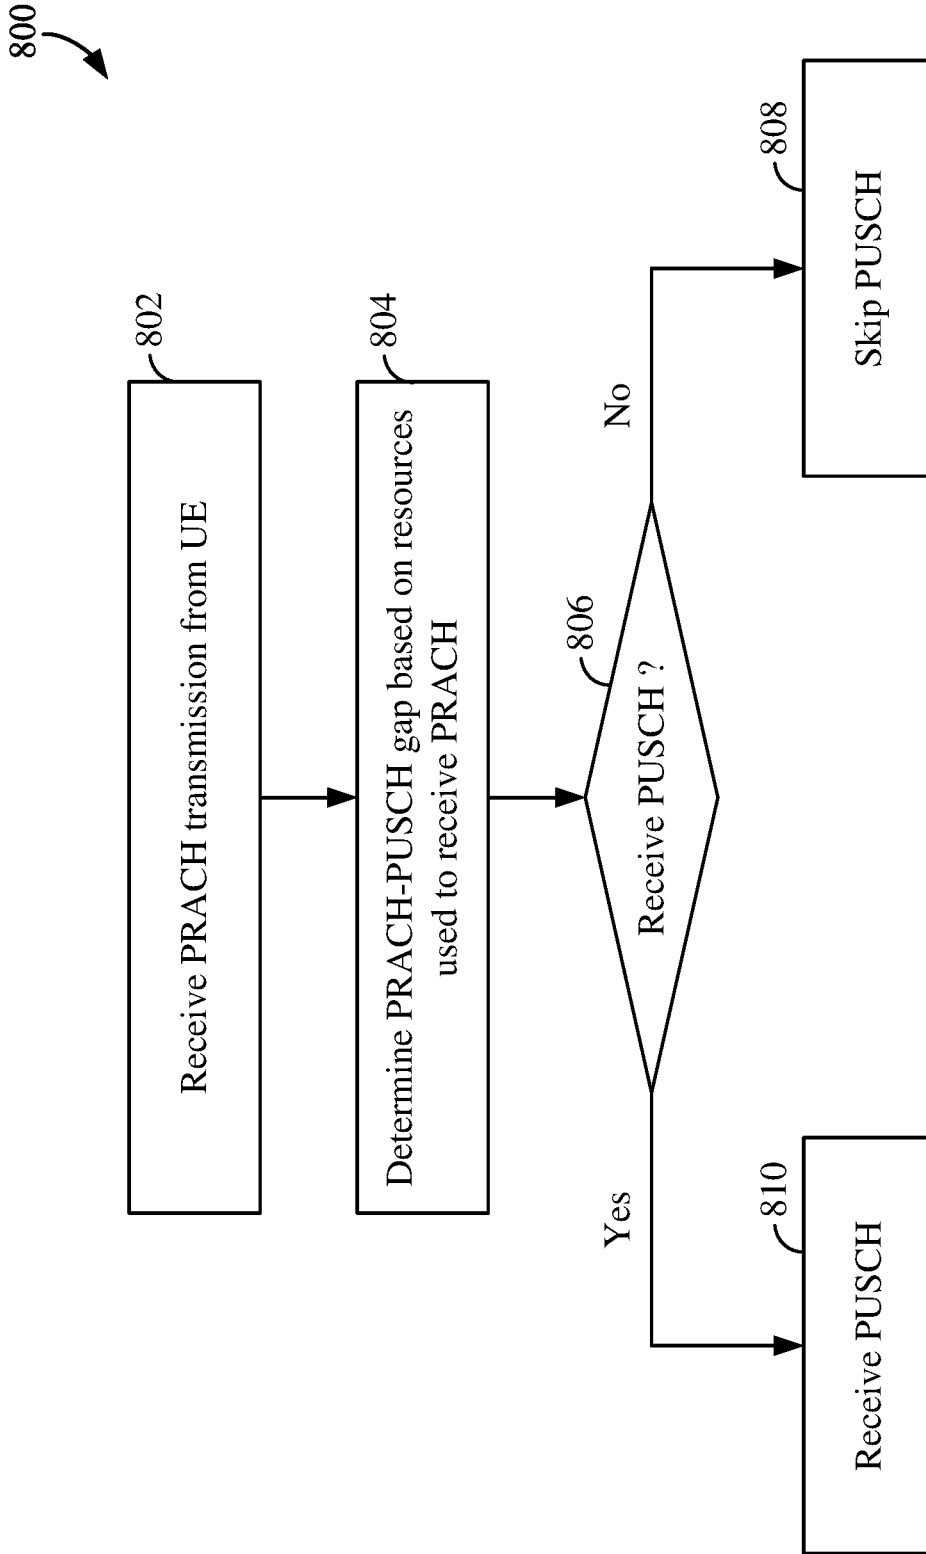 800
802
Receive PRACH transmission from UE
804
Determine PRACH-PUSCH gap based on resources
used to receive PRACH
806
Receive PUSCH ?
Yes
No
810
Receive PUSCH
808
Skip PUSCH